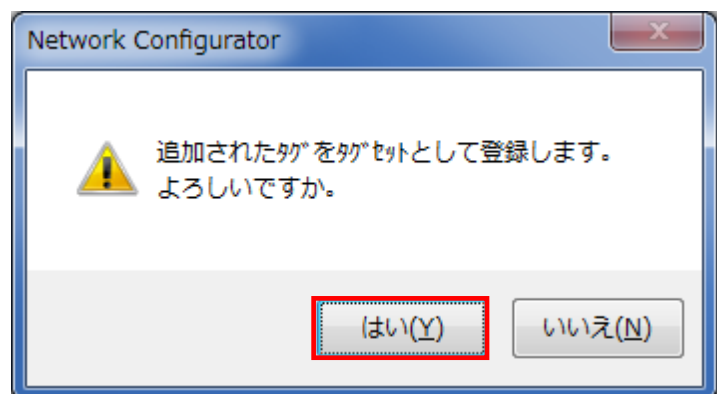 Network Configurator
追加されたﾀｸﾞをﾀｸﾞｾｯﾄとして登録します。
よろしいですか。
はい(Y)
いいえ(N)